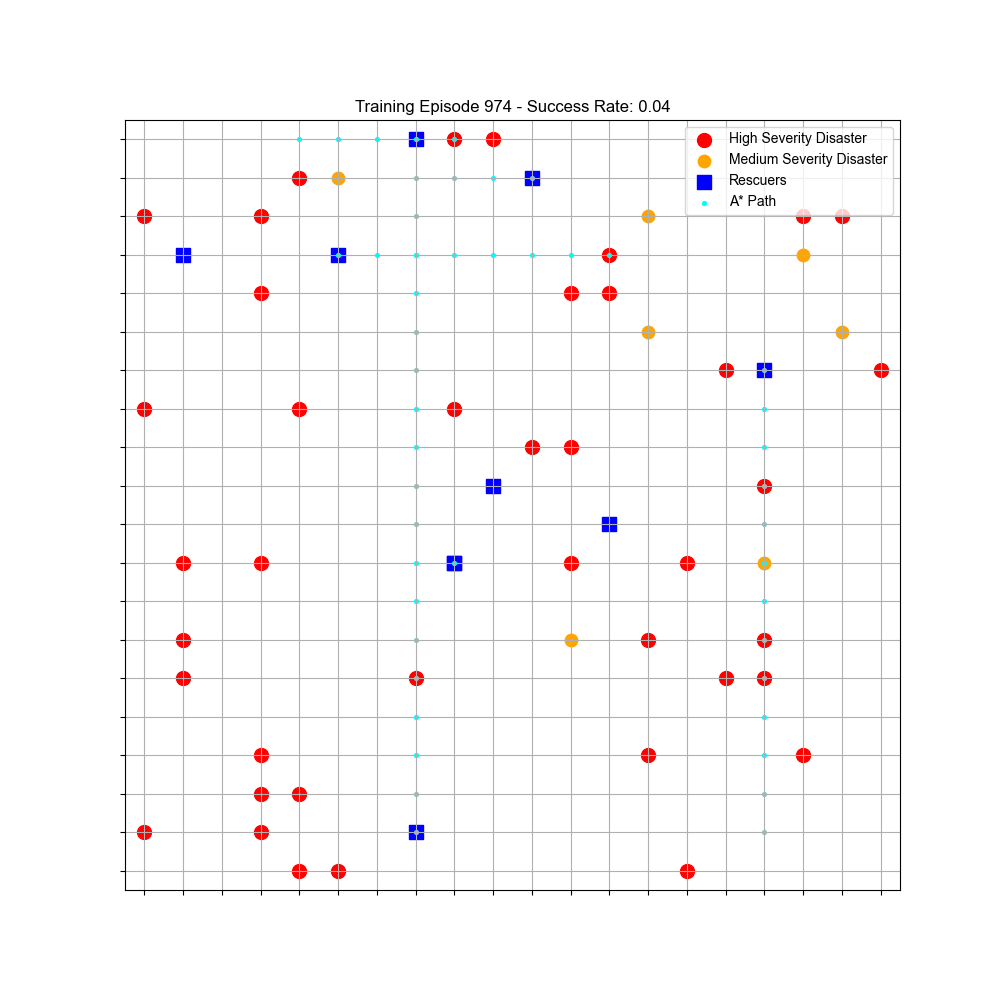 Training Episode 974 - Success Rate: 0.04
High Severity Disaster
Medium Severity Disaster
Rescuers
A* Path